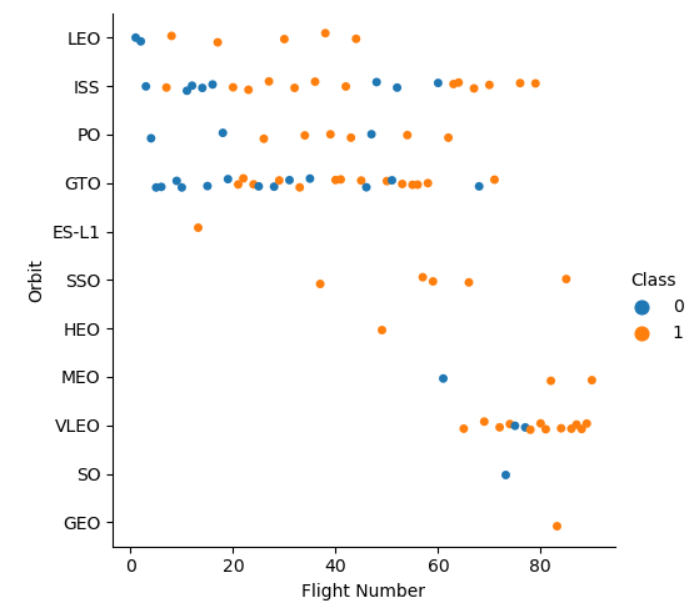 LEO
ISS
PO
GTO
ES-L1
SSO
HEO
MEO
VLEO
SO
GEO
Orbit
0 20 40 60 80
Flight Number
Class
0
1